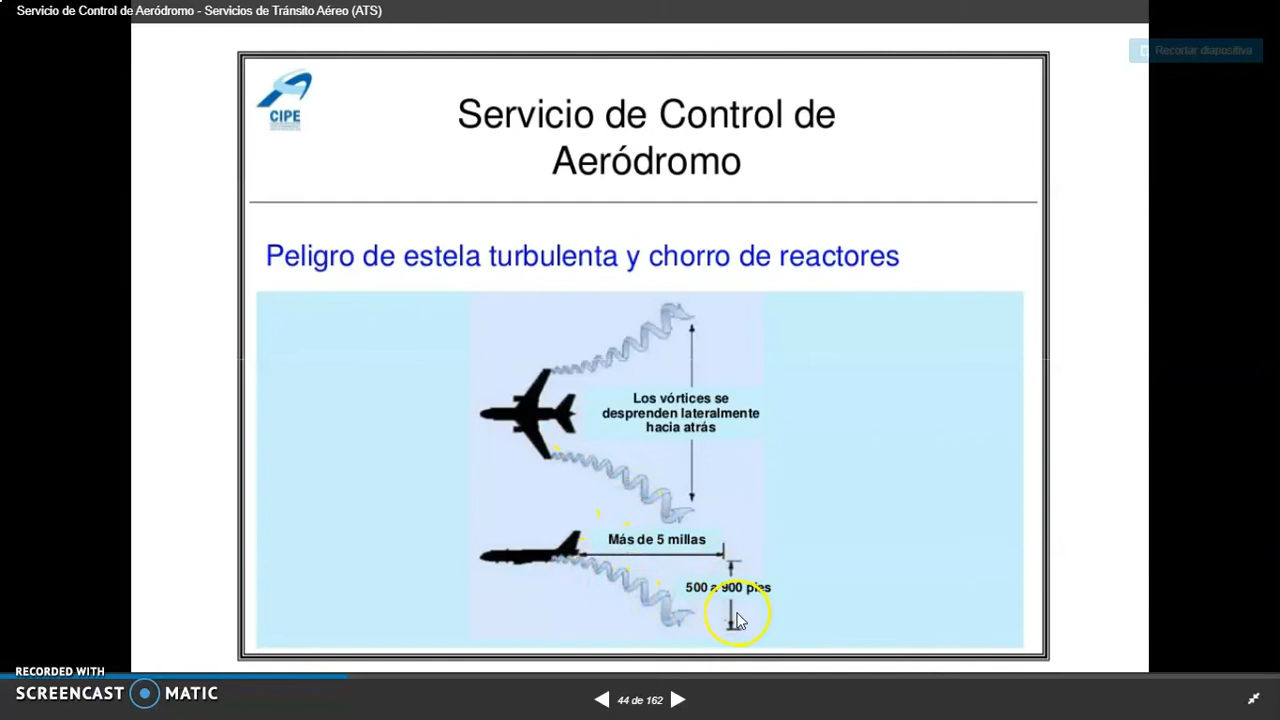 Servicio de Control de Aeródromo - Servicios de Tránsito Aéreo (ATS)
Recortar diapositiva
CIPE
Servicio de Control de
Aeródromo
Peligro de estela turbulenta y chorro de reactores
Los vórtices se
desprenden lateralmente
hacia atrás
Más de 5 millas
500 a 900 pies
RECORDED WITH
SCREENCAST MATIC
44 de 162